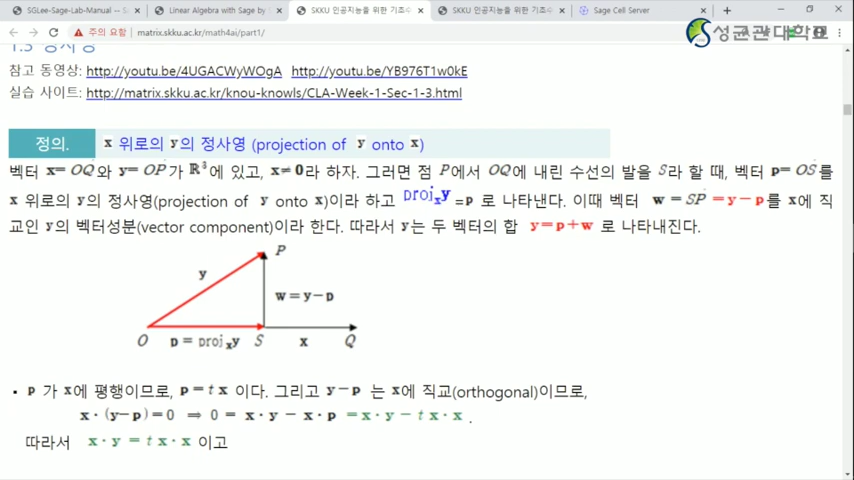 SGLee-Sage-Lab-Manual — Sa
Linear Algebra with Sage by
SKKU 인공지능을 위한 기초수
SKKU 인공지능을 위한 기초수
Sage Cell Server
주의 요함 matrix.skku.ac.kr/math4ai/part1/
성균관대학교
1.3 정사영
참고 동영상: http://youtu.be/4UGACWyWOgA http://youtu.be/YB976T1w0kE
실습 사이트: http://matrix.skku.ac.kr/knou-knowls/CLA-Week-1-Sec-1-3.html
정의. x 위로의 y의 정사영 (projection of y onto x)
벡터 x=OQ와 y=OP가 ℝ³에 있고, x≠0라 하자. 그러면 점 P에서 OQ에 내린 수선의 발을 S라 할 때, 벡터 p=OS를
x 위로의 y의 정사영(projection of y onto x)이라 하고 projₓy =p 로 나타낸다. 이때 벡터 w=SP=y−p를 x에 직
교인 y의 벡터성분(vector component)이라 한다. 따라서 y는 두 벡터의 합 y=p+w 로 나타내진다.
P
y
w=y−p
O p=projₓy S x Q
• p 가 x에 평행이므로, p=tx 이다. 그리고 y−p 는 x에 직교(orthogonal)이므로,
x·(y−p)=0 ⇒ 0=x·y−x·p=x·y−tx·x.
따라서 x·y=tx·x 이고